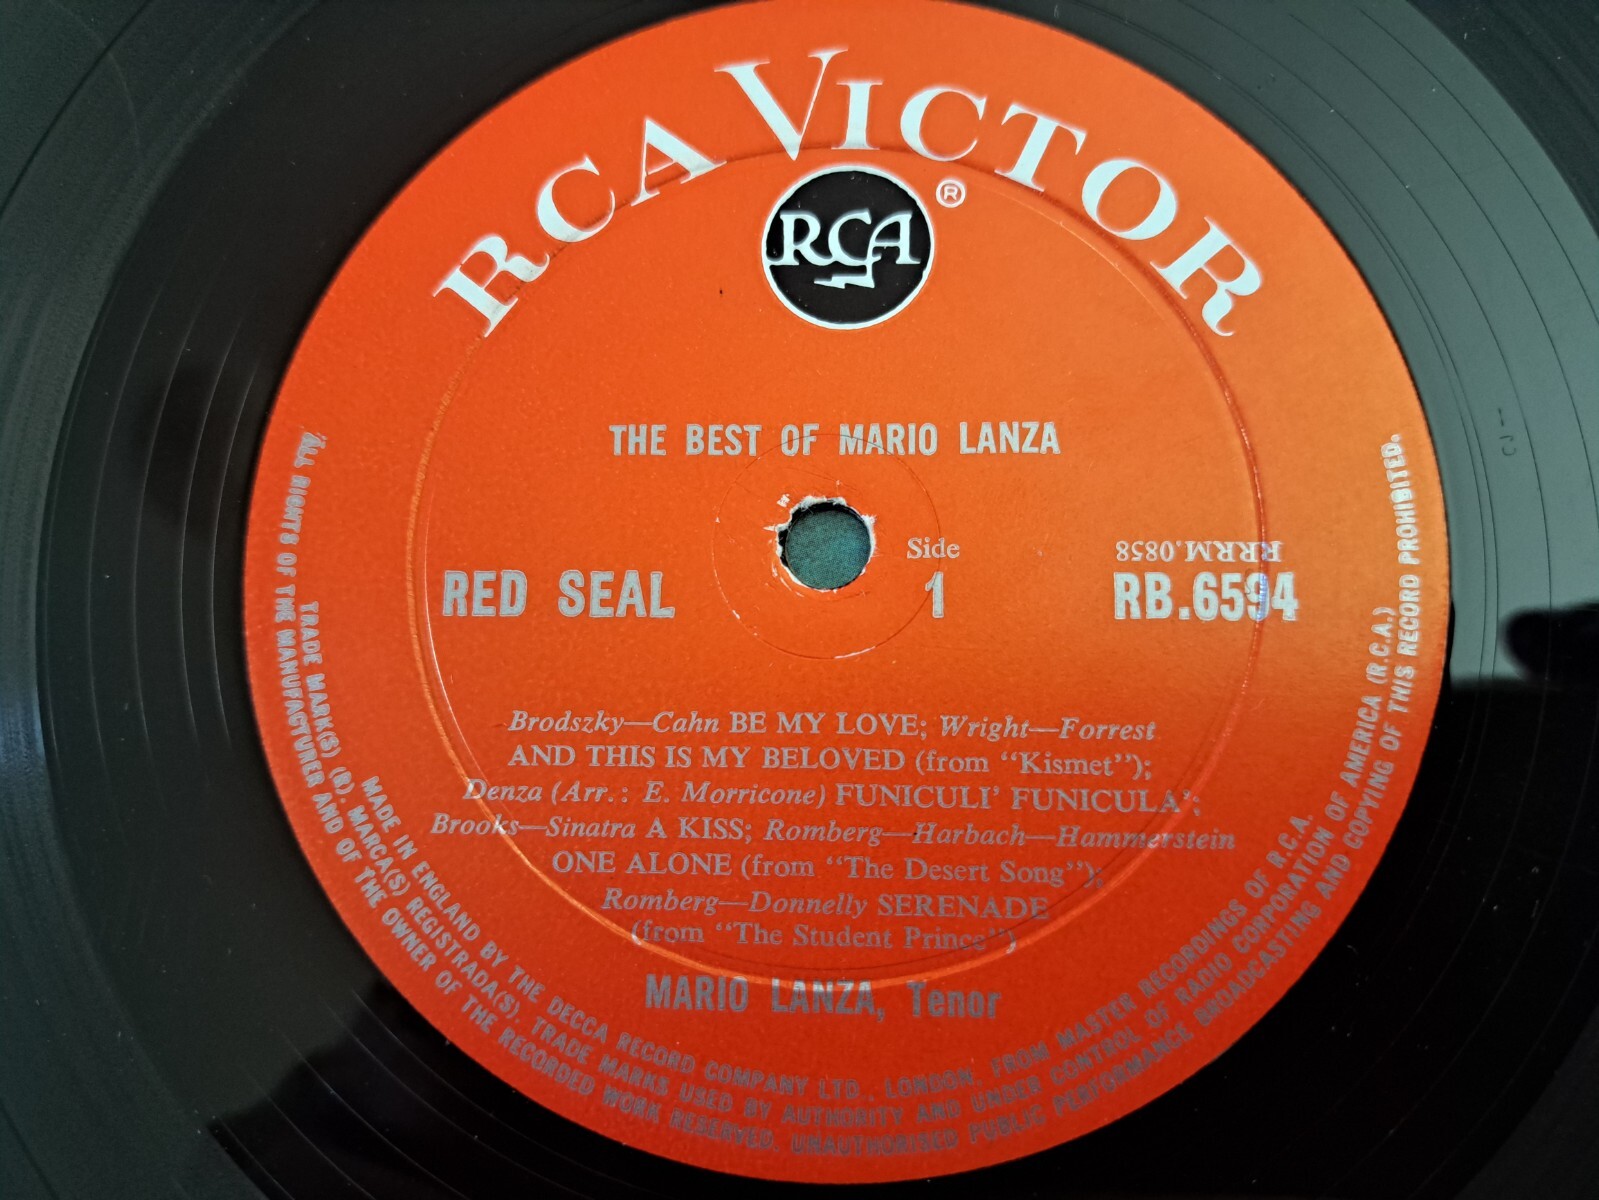 RCA VICTOR
RCA
®
THE BEST OF MARIO LANZA
Side
1
RED SEAL
RRRM.0858
RB.6594
Brodszky—Cahn BE MY LOVE; Wright—Forrest
AND THIS IS MY BELOVED (from "Kismet");
Denza (Arr.: E. Morricone) FUNICULI' FUNICULA';
Brooks—Sinatra A KISS; Romberg—Harbach—Hammerstein
ONE ALONE (from "The Desert Song");
Romberg—Donnelly SERENADE
(from "The Student Prince")
MARIO LANZA, Tenor
MADE IN ENGLAND BY THE DECCA RECORD COMPANY LTD., LONDON, FROM MASTER RECORDINGS OF R.C.A.
TRADE MARK(S) (R). MARCA(S) REGISTRADA(S). TRADE MARKS USED BY AUTHORITY AND UNDER CONTROL OF RADIO CORPORATION OF AMERICA (R.C.A.)
ALL RIGHTS OF THE MANUFACTURER AND OF THE OWNER OF THE RECORDED WORK RESERVED. UNAUTHORISED PUBLIC PERFORMANCE BROADCASTING AND COPYING OF THIS RECORD PROHIBITED.